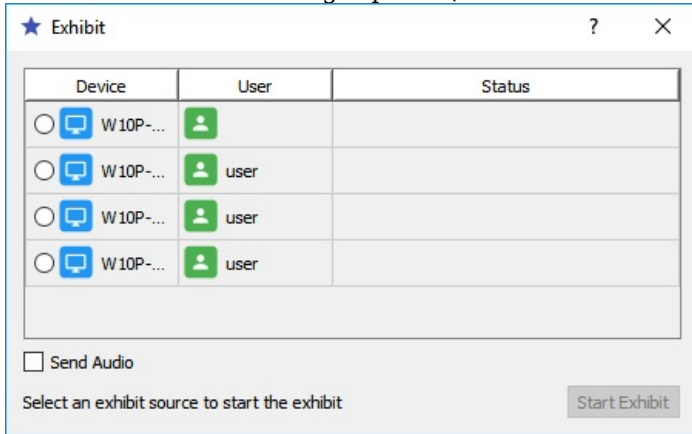 Exhibit ?
Device User Status
W10P-...
W10P-... user
W10P-... user
W10P-... user
Send Audio
Select an exhibit source to start the exhibit Start Exhibit